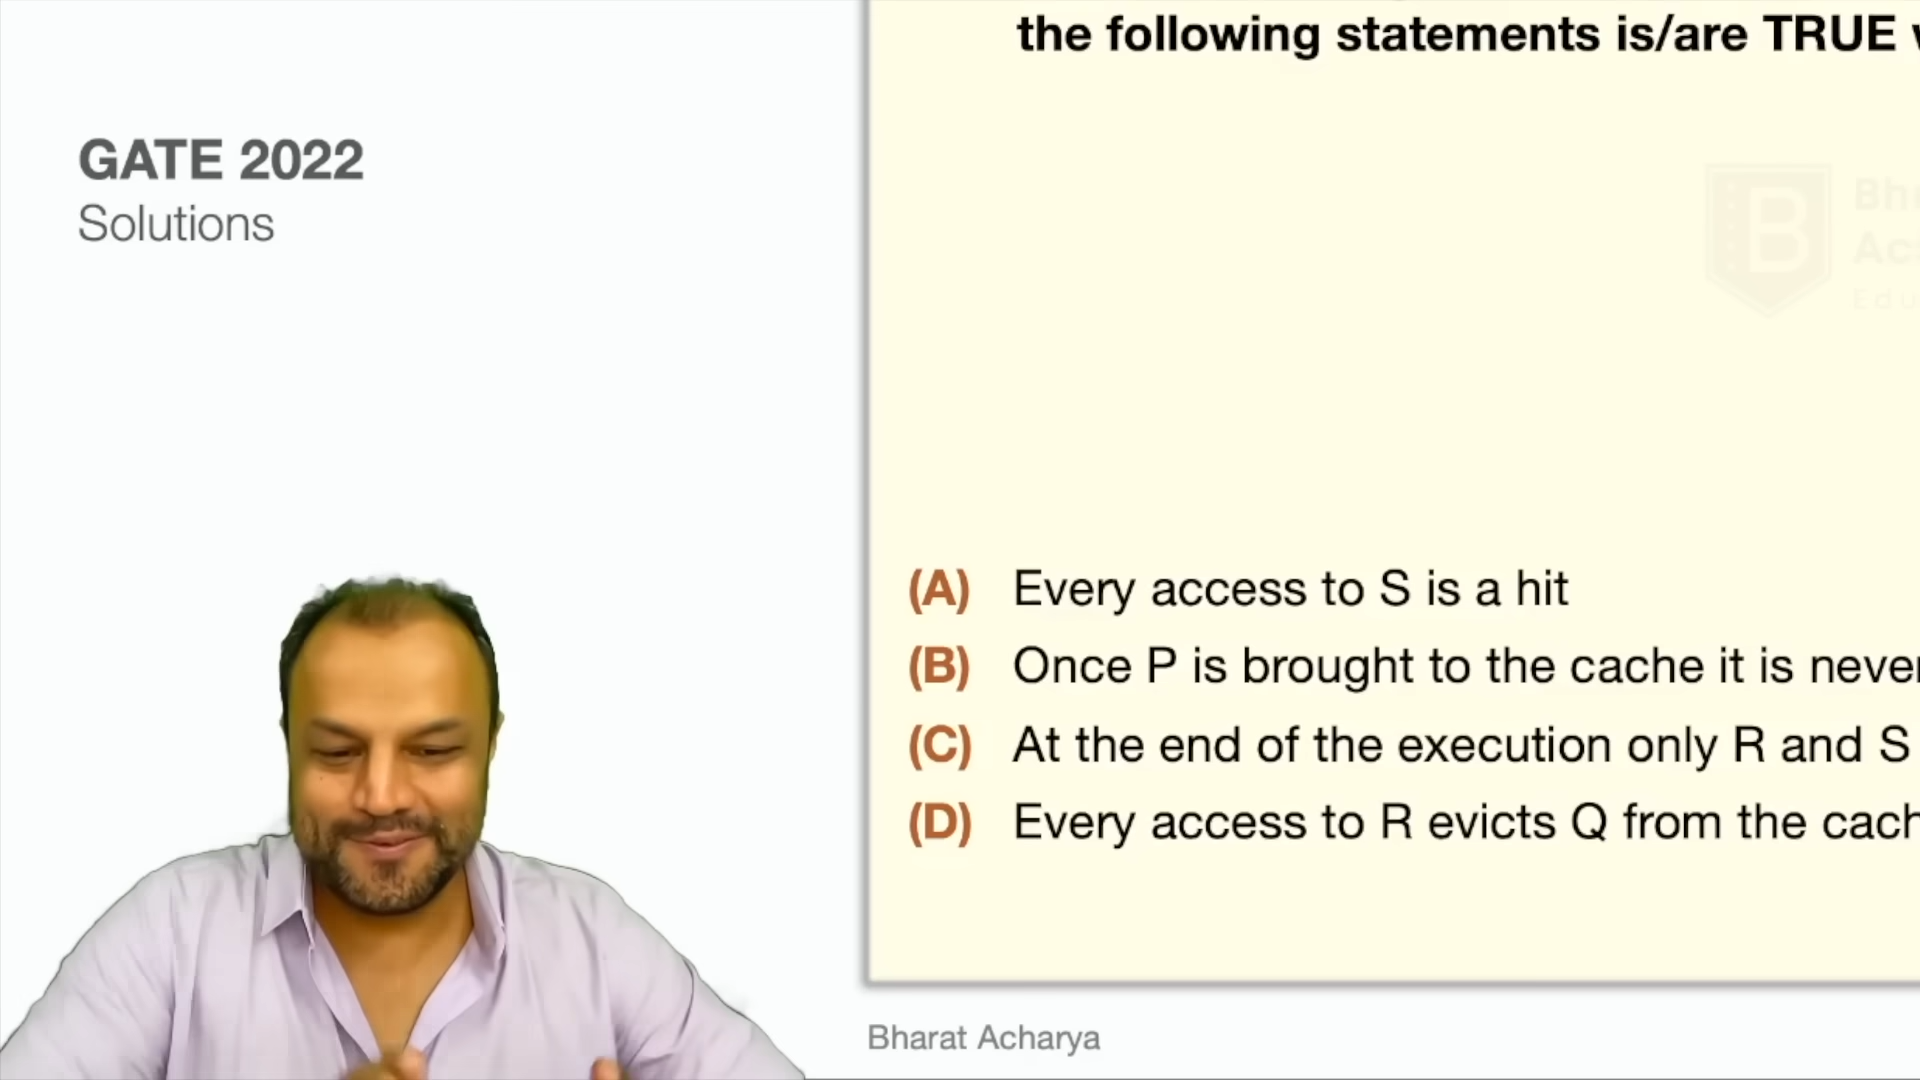 the following statements is/are TRUE
GATE 2022
Solutions
B
(A) Every access to S is a hit
(B) Once P is brought to the cache it is never
(C) At the end of the execution only R and S
(D) Every access to R evicts Q from the cach
Bharat Acharya